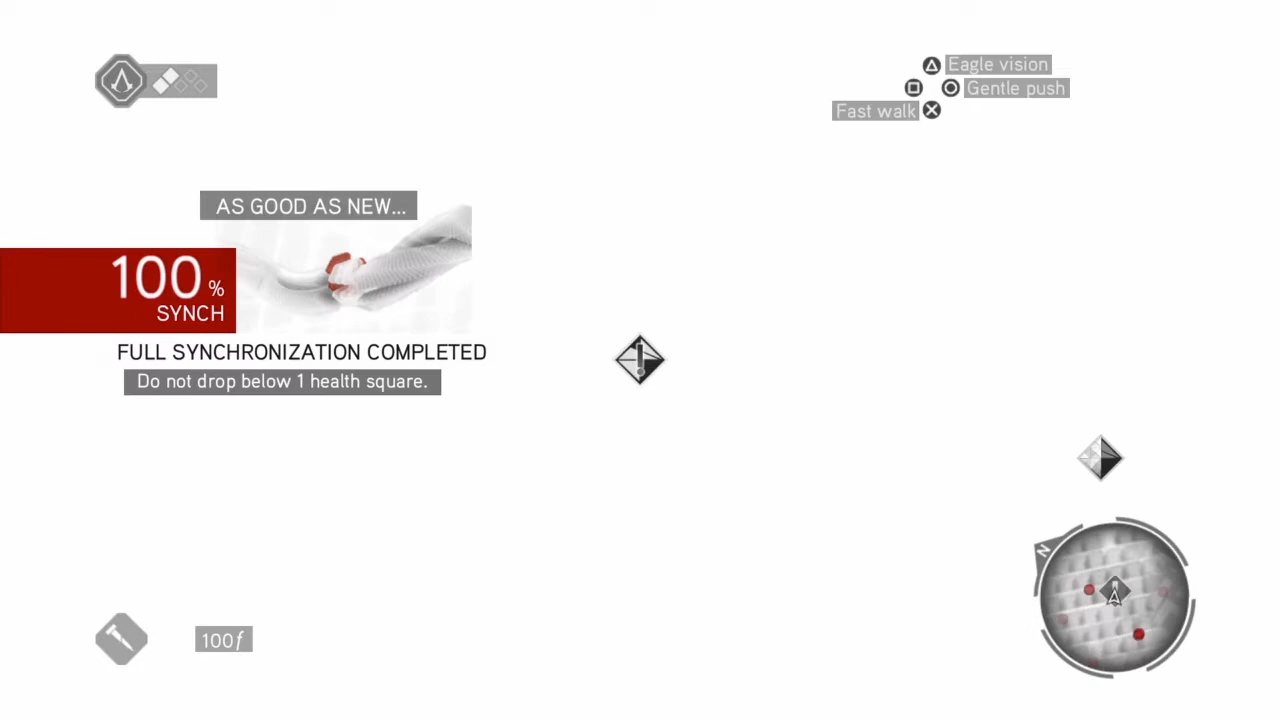 Eagle vision
Gentle push
Fast walk
AS GOOD AS NEW...
100%
SYNCH
FULL SYNCHRONIZATION COMPLETED
Do not drop below 1 health square.
N
100ƒ